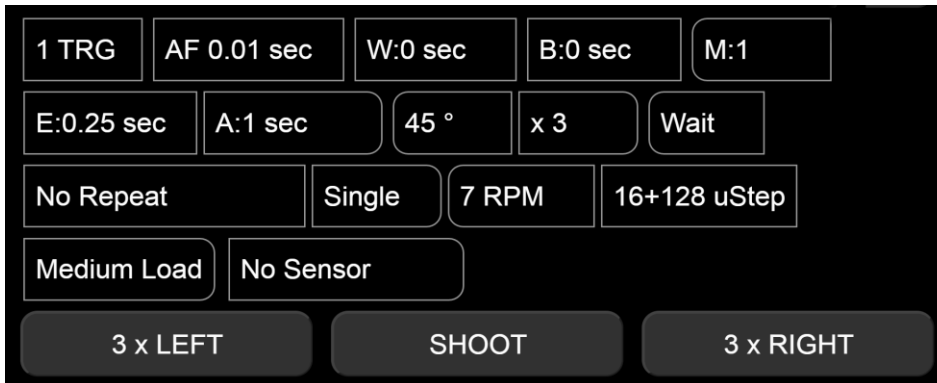 1 TRG AF 0.01 sec W:0 sec B:0 sec M:1
E:0.25 sec A:1 sec 45 ° x 3 Wait
No Repeat Single 7 RPM 16+128 uStep
Medium Load No Sensor
3 x LEFT SHOOT 3 x RIGHT